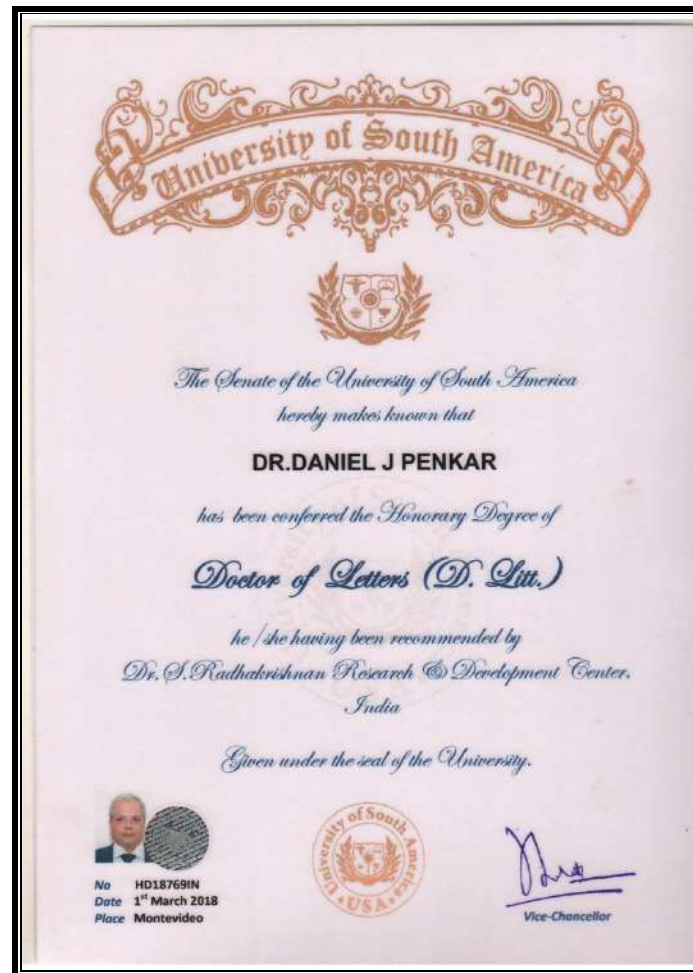 University of South America
The Senate of the University of South America
hereby makes known that
DR.DANIEL J PENKAR
has been conferred the Honorary Degree of
Doctor of Letters (D. Litt.)
he / she having been recommended by
Dr. S. Radhakrishnan Research & Development Center,
India
Given under the seal of the University.
University of South America
U S A
No HD18769IN
Date 1st March 2018
Place Montevideo
Vice-Chancellor